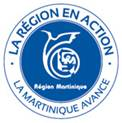 LA RÉGION EN ACTION
Région Martinique
LA MARTINIQUE AVANCE